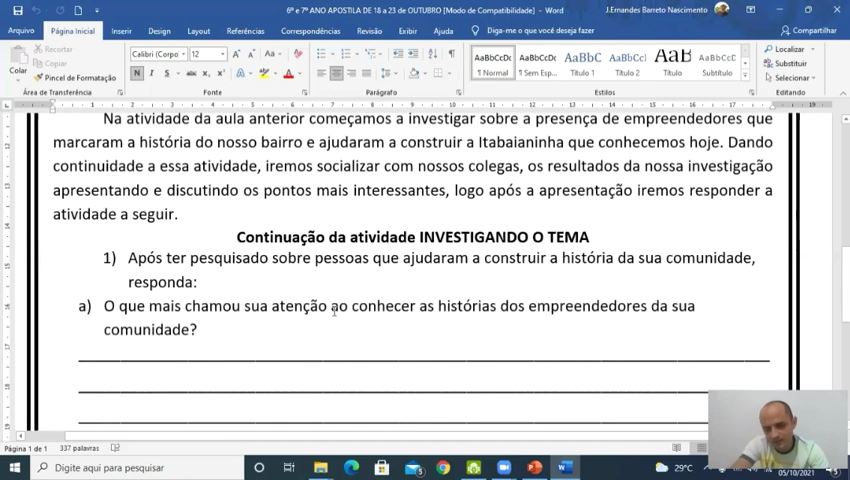 6º e 7º ANO APOSTILA DE 18 a 23 de OUTUBRO [Modo de Compatibilidade] - Word
J.Ernandes Barreto Nascimento
Arquivo Página Inicial Inserir Design Layout Referências Correspondências Revisão Exibir Ajuda Diga-me o que você deseja fazer Compartilhar
Colar
Recortar
Copiar
Pincel de Formatação
Área de Transferência
Calibri (Corpo 12
Fonte
Parágrafo
AaBbCcDc AaBbCcDc AaBbC AaBbCcI AaB AaBbCcC
¶ Normal ¶ Sem Esp... Título 1 Título 2 Título Subtítulo
Estilos
Localizar
Substituir
Selecionar
Editando
Na atividade da aula anterior começamos a investigar sobre a presença de empreendedores que
marcaram a história do nosso bairro e ajudaram a construir a Itabaianinha que conhecemos hoje. Dando
continuidade a essa atividade, iremos socializar com nossos colegas, os resultados da nossa investigação
apresentando e discutindo os pontos mais interessantes, logo após a apresentação iremos responder a
atividade a seguir.
Continuação da atividade INVESTIGANDO O TEMA
1) Após ter pesquisado sobre pessoas que ajudaram a construir a história da sua comunidade,
responda:
a) O que mais chamou sua atenção ao conhecer as histórias dos empreendedores da sua
comunidade?
Página 1 de 1 337 palavras
Digite aqui para pesquisar
29°C
05/10/2021